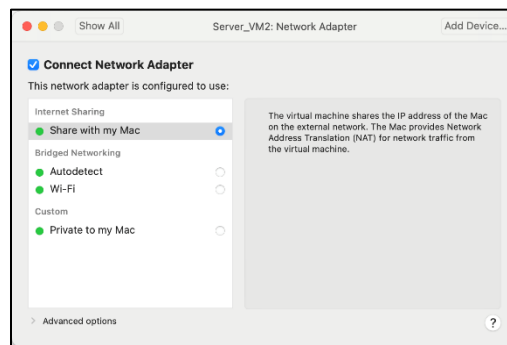 Show All
Server_VM2: Network Adapter
Add Device...
Connect Network Adapter
This network adapter is configured to use:
Internet Sharing
Share with my Mac
Bridged Networking
Autodetect
Wi-Fi
Custom
Private to my Mac
The virtual machine shares the IP address of the Mac
on the external network. The Mac provides Network
Address Translation (NAT) for network traffic from
the virtual machine.
Advanced options
?